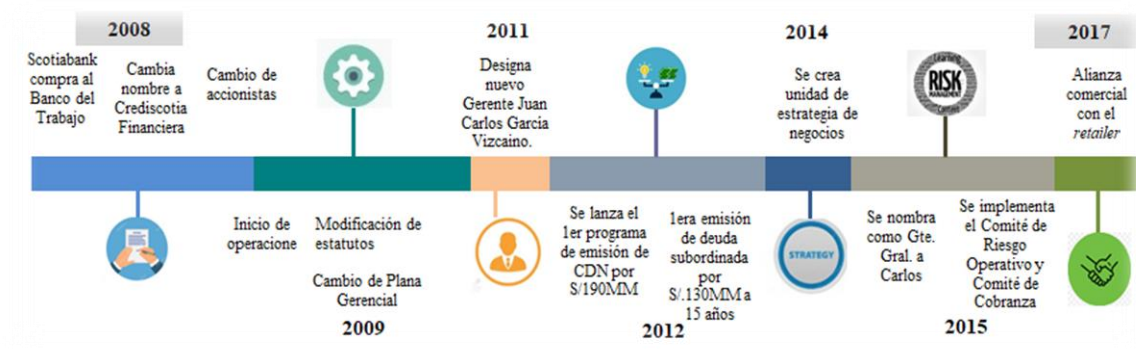 2008
Scotiabank
compra al
Banco del
Trabajo
Cambia
nombre a
Crediscotia
Financiera
Cambio de
accionistas
Inicio de
operacione
Modificación de
estatutos
Cambio de Plana
Gerencial
2009
2011
Designa
nuevo
Gerente Juan
Carlos García
Vizcaino.
Se lanza el
1er programa
de emisión de
CDN por
S/190MM
1era emisión
de deuda
subordinada
por
S/.130MM a
15 años
2012
2014
Se crea
unidad de
estrategia de
negocios
STRATEGY
RISK
MANAGEMENT
Se nombra
como Gte.
Gral. a
Carlos
Se implementa
el Comité de
Riesgo
Operativo y
Comité de
Cobranza
2015
2017
Alianza
comercial
con el
retailer